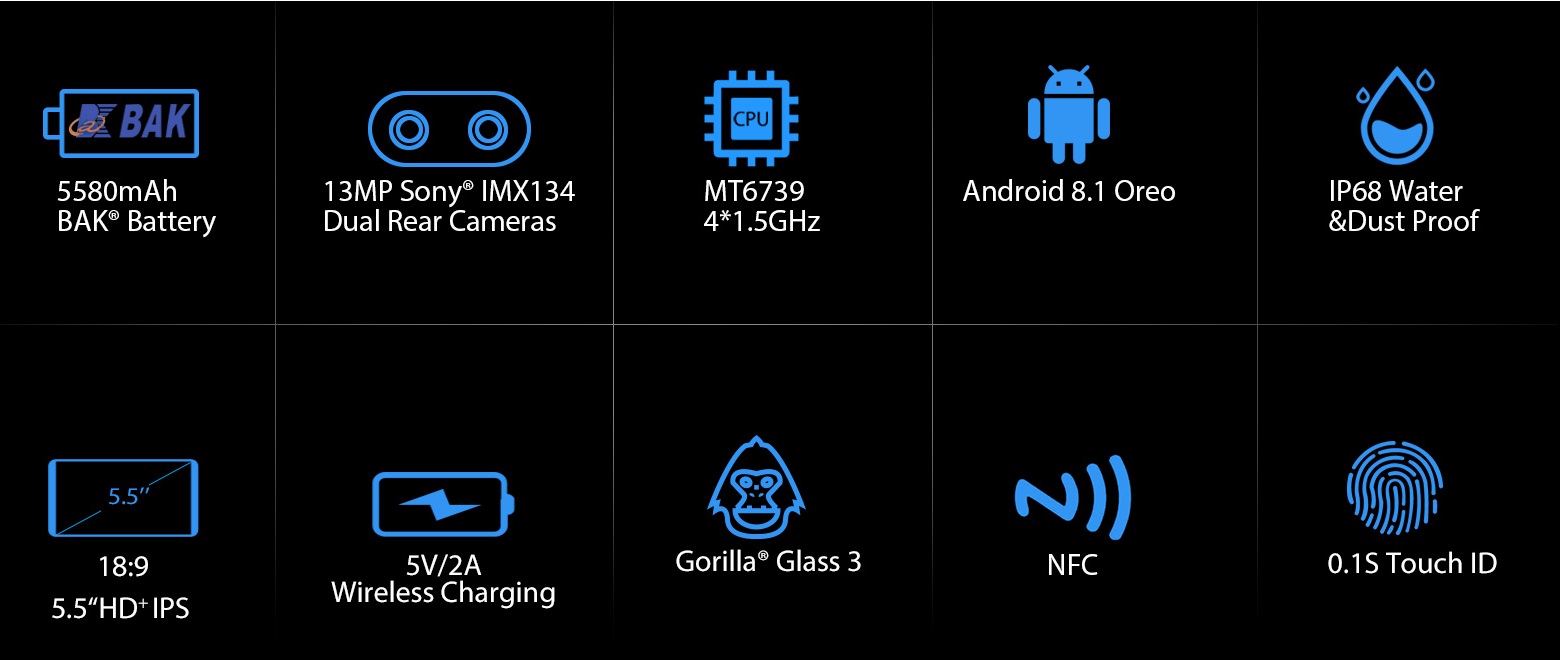 BAK
5580mAh
BAK® Battery
13MP Sony® IMX134
Dual Rear Cameras
CPU
MT6739
4*1.5GHz
Android 8.1 Oreo
IP68 Water
&Dust Proof
5.5’’
18:9
5.5“HD⁺ IPS
5V/2A
Wireless Charging
Gorilla® Glass 3
NFC
0.1S Touch ID